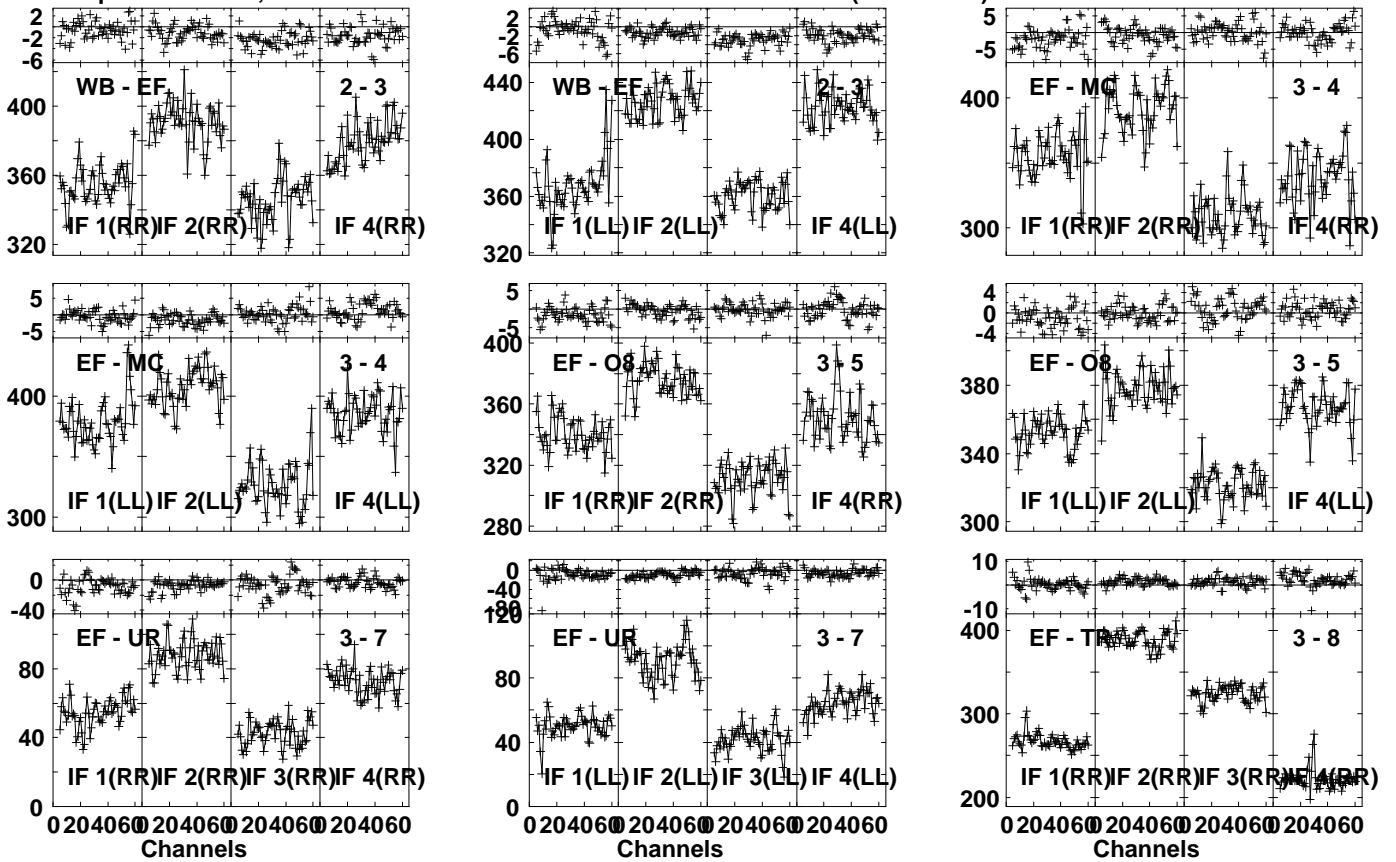 2
-2
-6
WB - EF
2 - 3
400
360
320
IF 1(RR)
IF 2(RR)
IF 4(RR)
2
-2
-6
WB - EF
2 - 3
440
400
360
320
IF 1(LL)
IF 2(LL)
IF 4(LL)
5
-5
EF - MC
3 - 4
400
300
IF 1(RR)
IF 2(RR)
IF 4(RR)
5
-5
EF - MC
3 - 4
400
300
IF 1(LL)
IF 2(LL)
IF 4(LL)
5
-5
400
EF - O8
3 - 5
360
320
280
IF 1(RR)
IF 2(RR)
IF 4(RR)
4
0
-4
EF - O8
3 - 5
380
340
300
IF 1(LL)
IF 2(LL)
IF 4(LL)
0
-40
EF - UR
3 - 7
80
40
0
IF 1(RR)
IF 2(RR)
IF 3(RR)
IF 4(RR)
0 20 40 60 0 20 40 60 0 20 40 60 0 20 40 60
Channels
0
-40
-80
120
EF - UR
3 - 7
80
40
0
IF 1(LL)
IF 2(LL)
IF 3(LL)
IF 4(LL)
0 20 40 60 0 20 40 60 0 20 40 60 0 20 40 60
Channels
10
-10
400
EF - TR
3 - 8
300
200
IF 1(RR)
IF 2(RR)
IF 3(RR)
IF 4(RR)
0 20 40 60 0 20 40 60 0 20 40 60 0 20 40 60
Channels